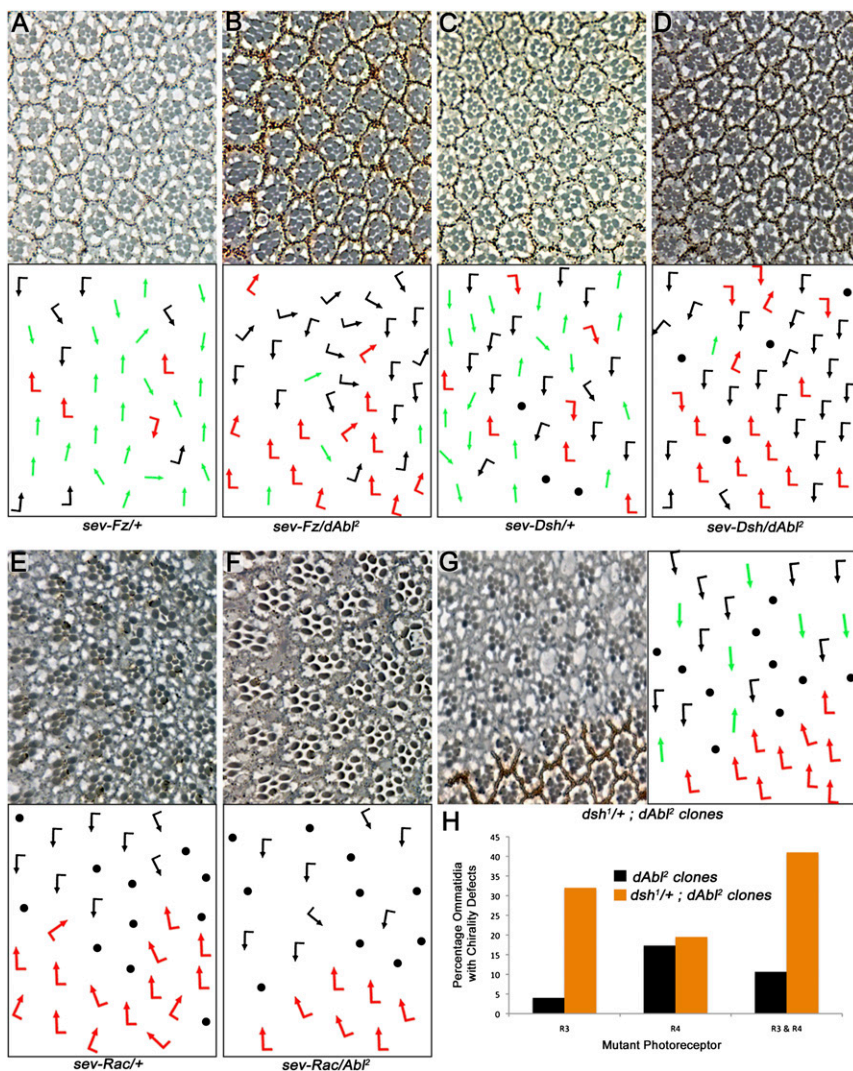 A
B
C
D
sev-Fz/+
sev-Fz/dAbl²
sev-Dsh/+
sev-Dsh/dAbl²
E
F
G
dsh¹/+ ; dAbl² clones
sev-Rac/+
sev-Rac/Abl²
H
Percentage Ommatidia
with Chirality Defects
45
40
35
30
25
20
15
10
5
0
dAbl² clones
dsh¹/+ ; dAbl² clones
R3
R4
R3 & R4
Mutant Photoreceptor